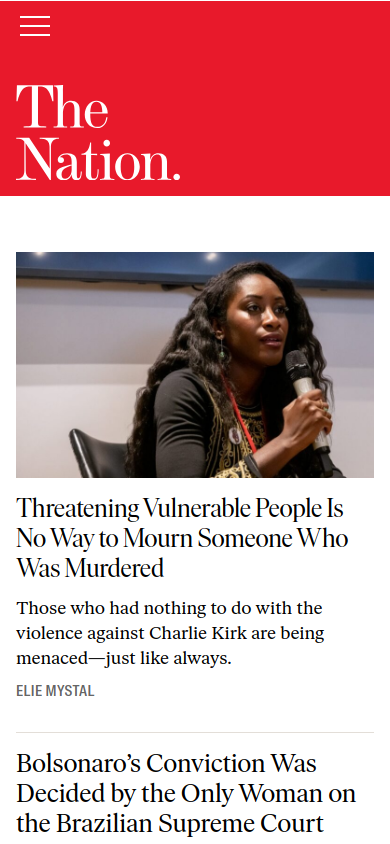 The
Nation.
Threatening Vulnerable People Is
No Way to Mourn Someone Who
Was Murdered
Those who had nothing to do with the
violence against Charlie Kirk are being
menaced—just like always.
ELIE MYSTAL
Bolsonaro’s Conviction Was
Decided by the Only Woman on
the Brazilian Supreme Court